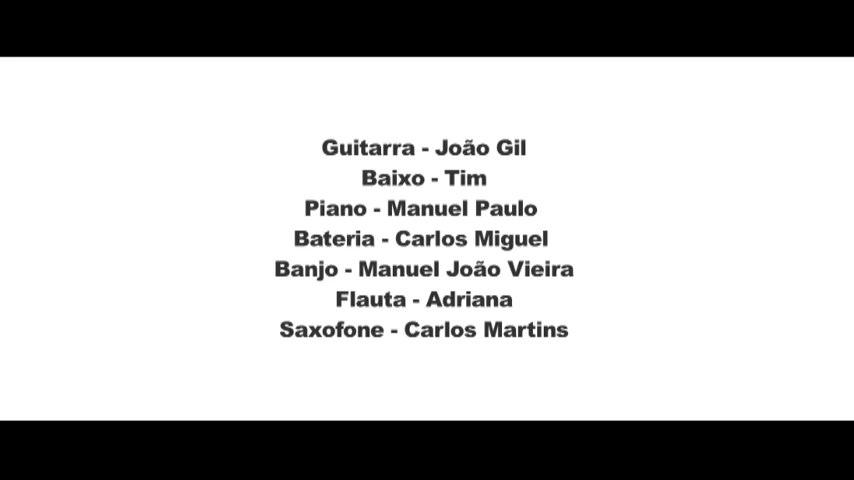 Guitarra - João Gil
Baixo - Tim
Piano - Manuel Paulo
Bateria - Carlos Miguel
Banjo - Manuel João Vieira
Flauta - Adriana
Saxofone - Carlos Martins